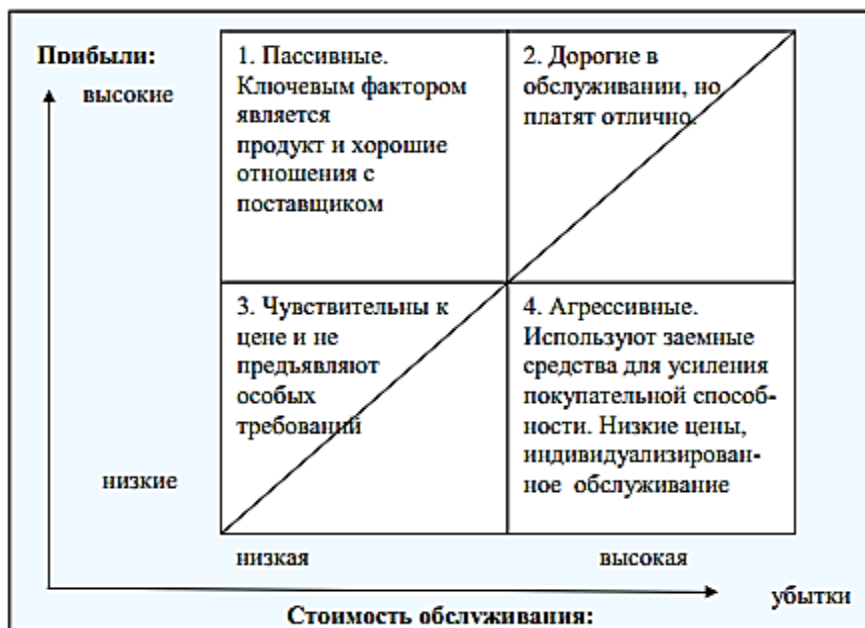 Прибыли:
высокие
1. Пассивные.
Ключевым фактором
является
продукт и хорошие
отношения с
поставщиком
2. Дорогие в
обслуживании, но
платят отлично.
3. Чувствительны к
цене и не
предъявляют
особых
требований
4. Агрессивные.
Используют заемные
средства для усиления
покупательной способ-
ности. Низкие цены,
индивидуализирован-
ное обслуживание
низкие
низкая
высокая
убытки
Стоимость обслуживания: